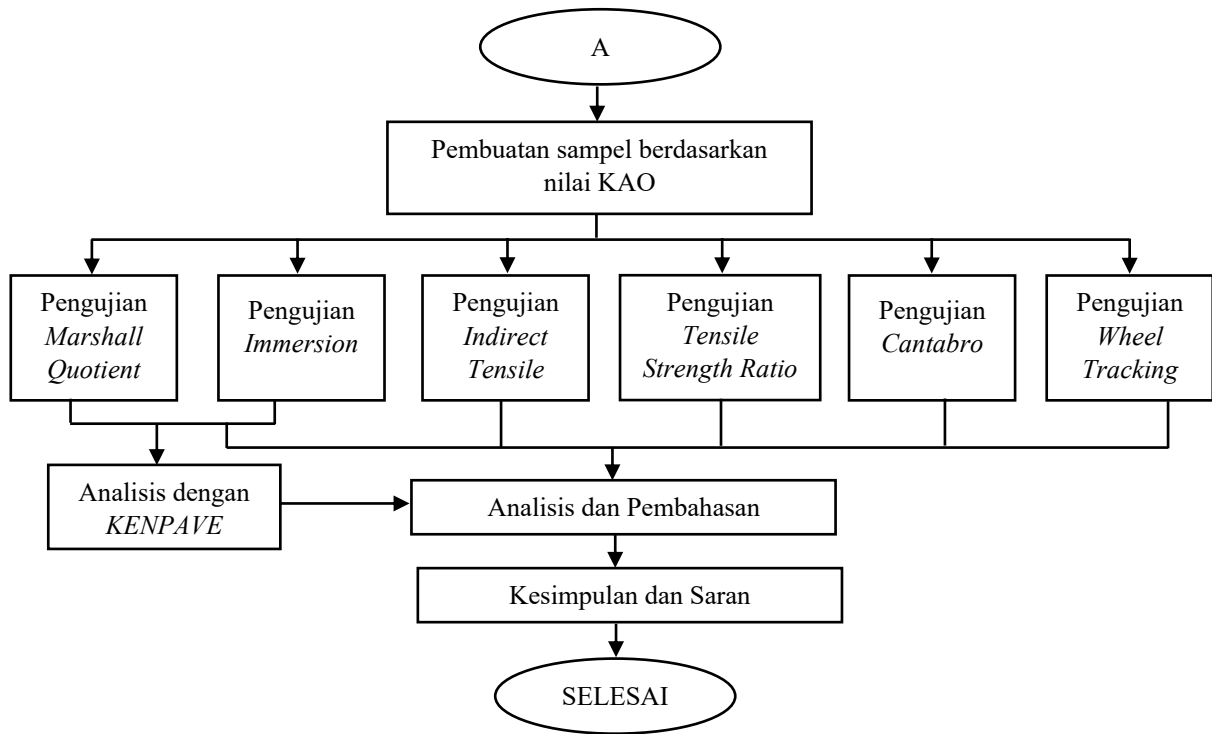 A
Pembuatan sampel berdasarkan
nilai KAO
Pengujian
Marshall
Quotient
Pengujian
Immersion
Pengujian
Indirect
Tensile
Pengujian
Tensile
Strength Ratio
Pengujian
Cantabro
Pengujian
Wheel
Tracking
Analisis dengan
KENPAVE
Analisis dan Pembahasan
Kesimpulan dan Saran
SELESAI